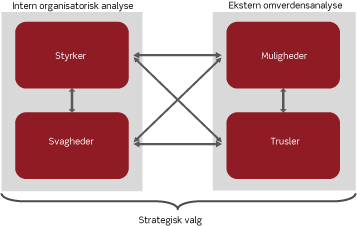 Intern organisatorisk analyse
Ekstern omverdensanalyse
Styrker
Muligheder
Svagheder
Trusler
Strategisk valg